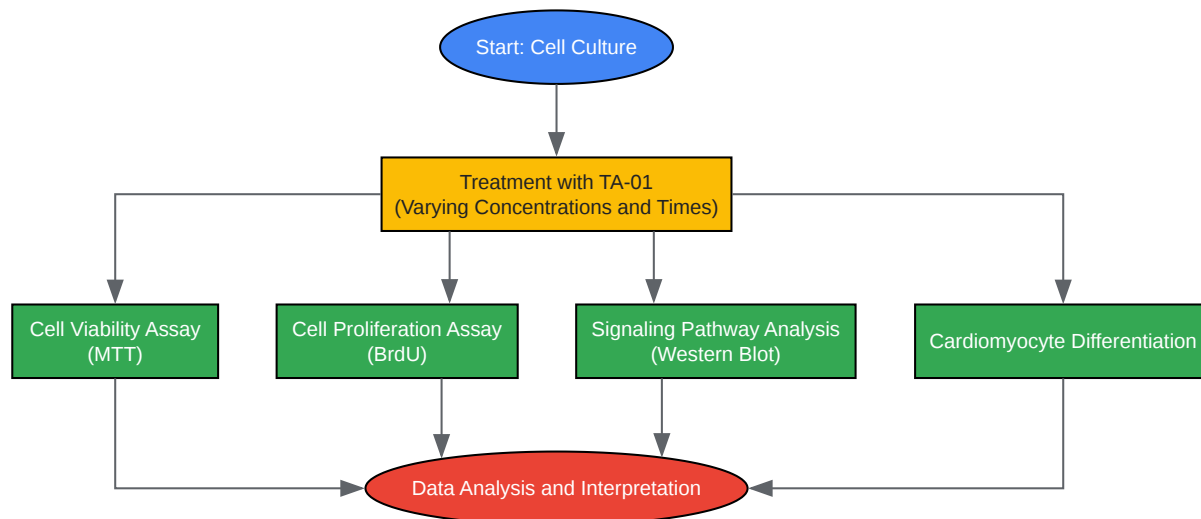 Start: Cell Culture
Treatment with TA-01
(Varying Concentrations and Times)
Cell Viability Assay
(MTT)
Cell Proliferation Assay
(BrdU)
Signaling Pathway Analysis
(Western Blot)
Cardiomyocyte Differentiation
Data Analysis and Interpretation